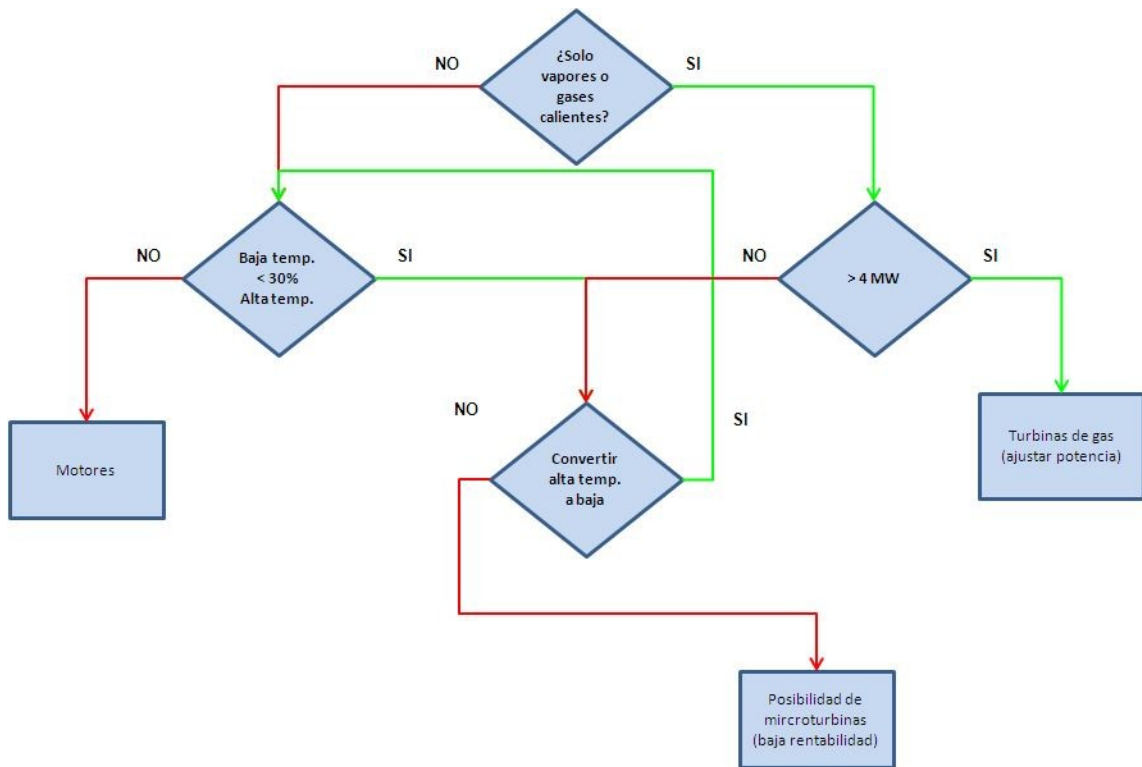 ¿Solo
vapores o
gases
calientes?
NO
SI
Baja temp.
< 30%
Alta temp.
NO
SI
> 4 MW
NO
SI
Motores
Convertir
alta temp.
a baja
NO
SI
Turbinas de gas
(ajustar potencia)
Posibilidad de
mircroturbinas
(baja rentabilidad)